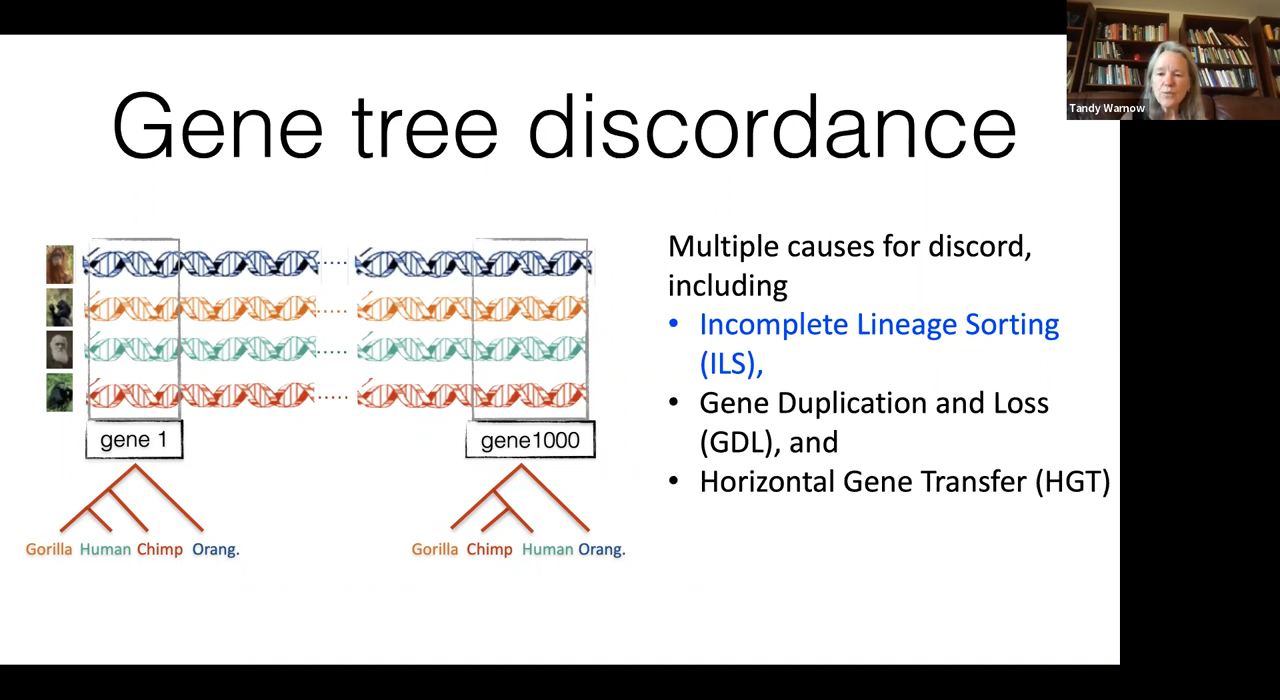 Tandy Warnow
Gene tree discordance
gene 1
gene1000
Gorilla Human Chimp Orang.
Gorilla Chimp Human Orang.
Multiple causes for discord,
including
• Incomplete Lineage Sorting
(ILS),
• Gene Duplication and Loss
(GDL), and
• Horizontal Gene Transfer (HGT)